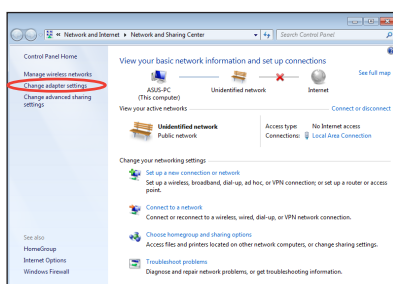 « Network and Internet ▸ Network and Sharing Center
Search Control Panel
Control Panel Home
Manage wireless networks
Change adapter settings
Change advanced sharing
settings
View your basic network information and set up connections
See full map
ASUS-PC
(This computer)
Unidentified network
Internet
View your active networks
Connect or disconnect
Unidentified network
Public network
Access type: No Internet access
Connections: Local Area Connection
Change your networking settings
Set up a new connection or network
Set up a wireless, broadband, dial-up, ad hoc, or VPN connection; or set up a router or access
point.
Connect to a network
Connect or reconnect to a wireless, wired, dial-up, or VPN network connection.
Choose homegroup and sharing options
Access files and printers located on other network computers, or change sharing settings.
Troubleshoot problems
Diagnose and repair network problems, or get troubleshooting information.
See also
HomeGroup
Internet Options
Windows Firewall